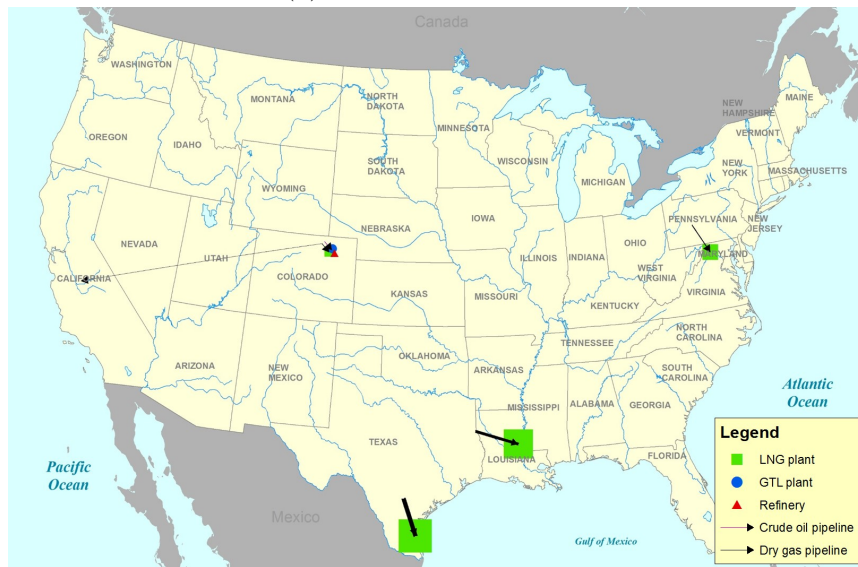 Canada
WASHINGTON
MONTANA
NORTH
DAKOTA
MINNESOTA
OREGON
IDAHO
SOUTH
DAKOTA
WISCONSIN
MICHIGAN
NEW
HAMPSHIRE
MAINE
VERMONT
NEW
YORK
MASSACHUSETTS
WYOMING
NEBRASKA
IOWA
PENNSYLVANIA
NEW
JERSEY
NEVADA
UTAH
COLORADO
CALIFORNIA
KANSAS
MISSOURI
ILLINOIS
INDIANA
OHIO
WEST
VIRGINIA
MARYLAND
VIRGINIA
KENTUCKY
ARIZONA
NEW
MEXICO
OKLAHOMA
ARKANSAS
TENNESSEE
NORTH
CAROLINA
SOUTH
CAROLINA
MISSISSIPPI
ALABAMA
GEORGIA
TEXAS
LOUISIANA
FLORIDA
Atlantic
Ocean
Pacific
Ocean
Mexico
Gulf of Mexico
Legend
LNG plant
GTL plant
Refinery
Crude oil pipeline
Dry gas pipeline